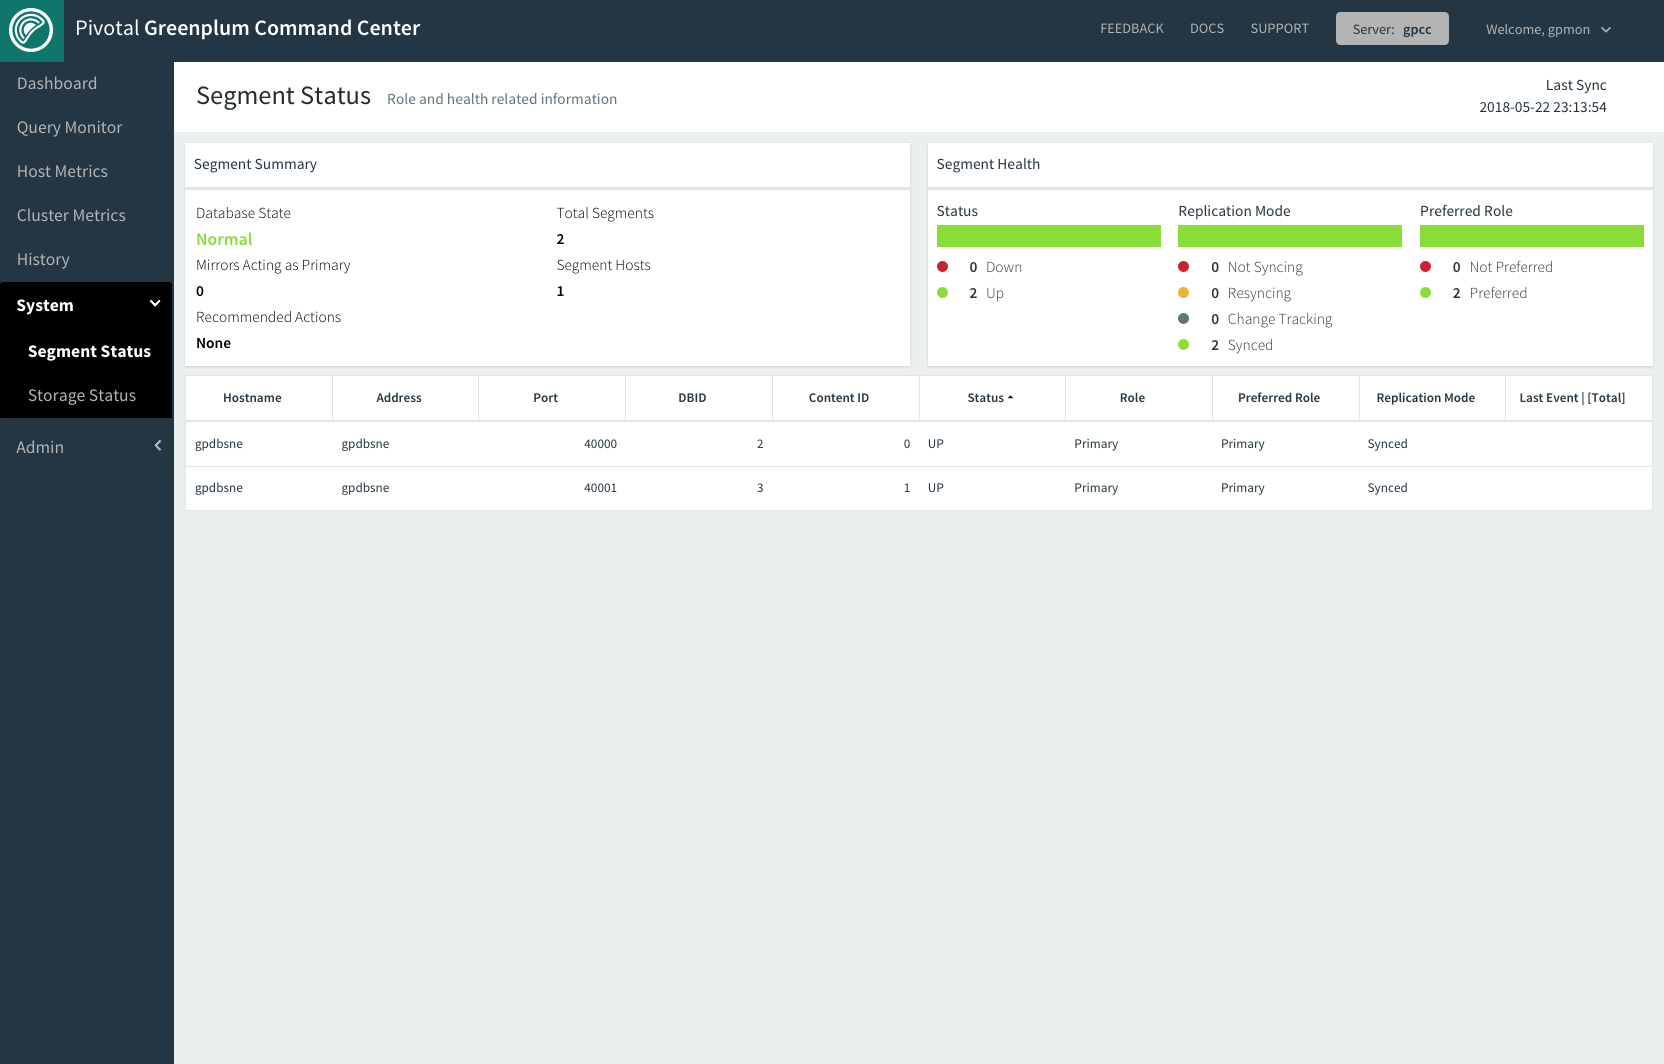 Pivotal Greenplum Command Center
FEEDBACK DOCS SUPPORT Server: gpcc Welcome, gpmon
Dashboard
Query Monitor
Host Metrics
Cluster Metrics
History
System
Segment Status
Storage Status
Admin
Segment Status Role and health related information
Last Sync
2018-05-22 23:13:54
Segment Summary
Database State
Normal
Mirrors Acting as Primary
0
Recommended Actions
None
Total Segments
2
Segment Hosts
1
Segment Health
Status
0 Down
2 Up
Replication Mode
0 Not Syncing
0 Resyncing
0 Change Tracking
2 Synced
Preferred Role
0 Not Preferred
2 Preferred
Hostname Address Port DBID Content ID Status Role Preferred Role Replication Mode Last Event | [Total]
gpdbsne gpdbsne 40000 2 0 UP Primary Primary Synced
gpdbsne gpdbsne 40001 3 1 UP Primary Primary Synced